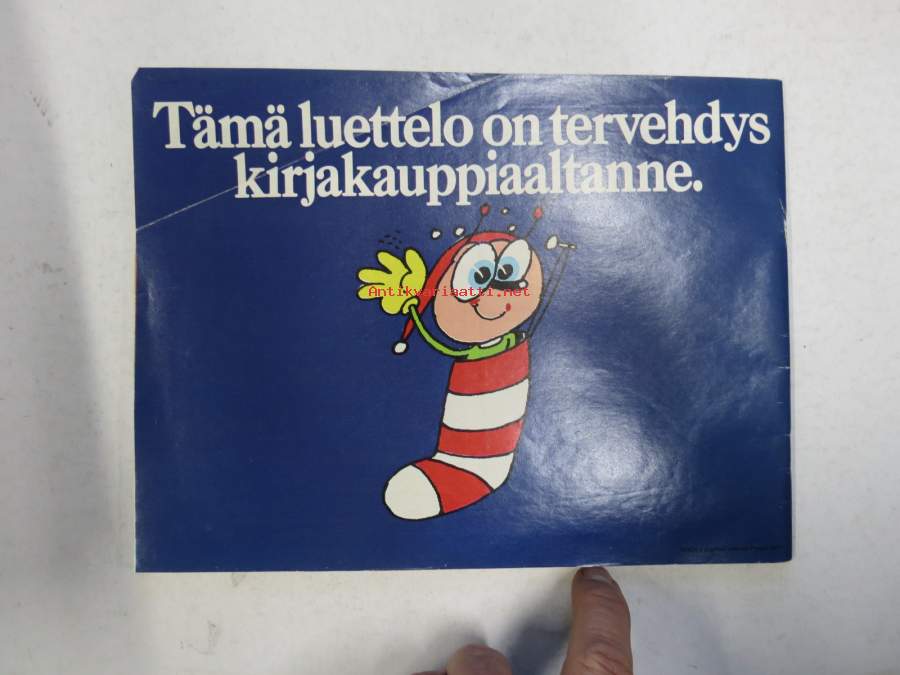 Tämä luettelo on tervehdys
kirjakauppiaaltanne.
Antikvariaatti.net